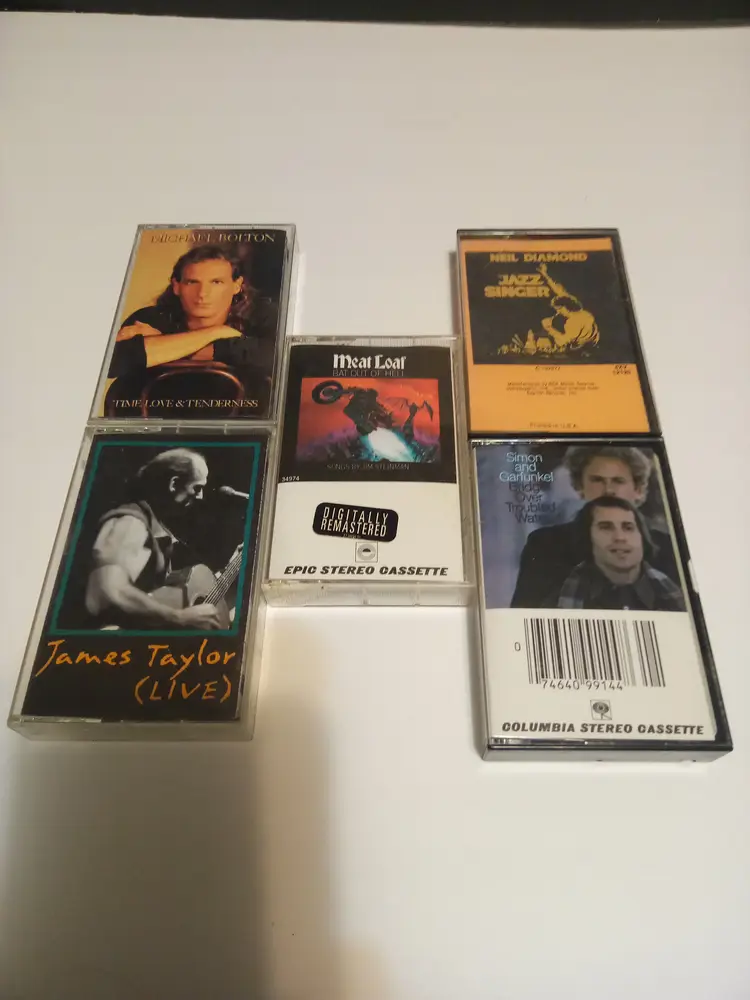 MICHAEL BOLTON
TIME, LOVE & TENDERNESS
NEIL DIAMOND
JAZZ
SINGER
Meat Loaf
BAT OUT OF HELL
SONGS BY JIM STEINMAN
34974
DIGITALLY
REMASTERED
EPIC STEREO CASSETTE
James Taylor
(LIVE)
Simon
and
Garfunkel
Bridge
Over
Troubled
Water
0
74640 99144
COLUMBIA STEREO CASSETTE